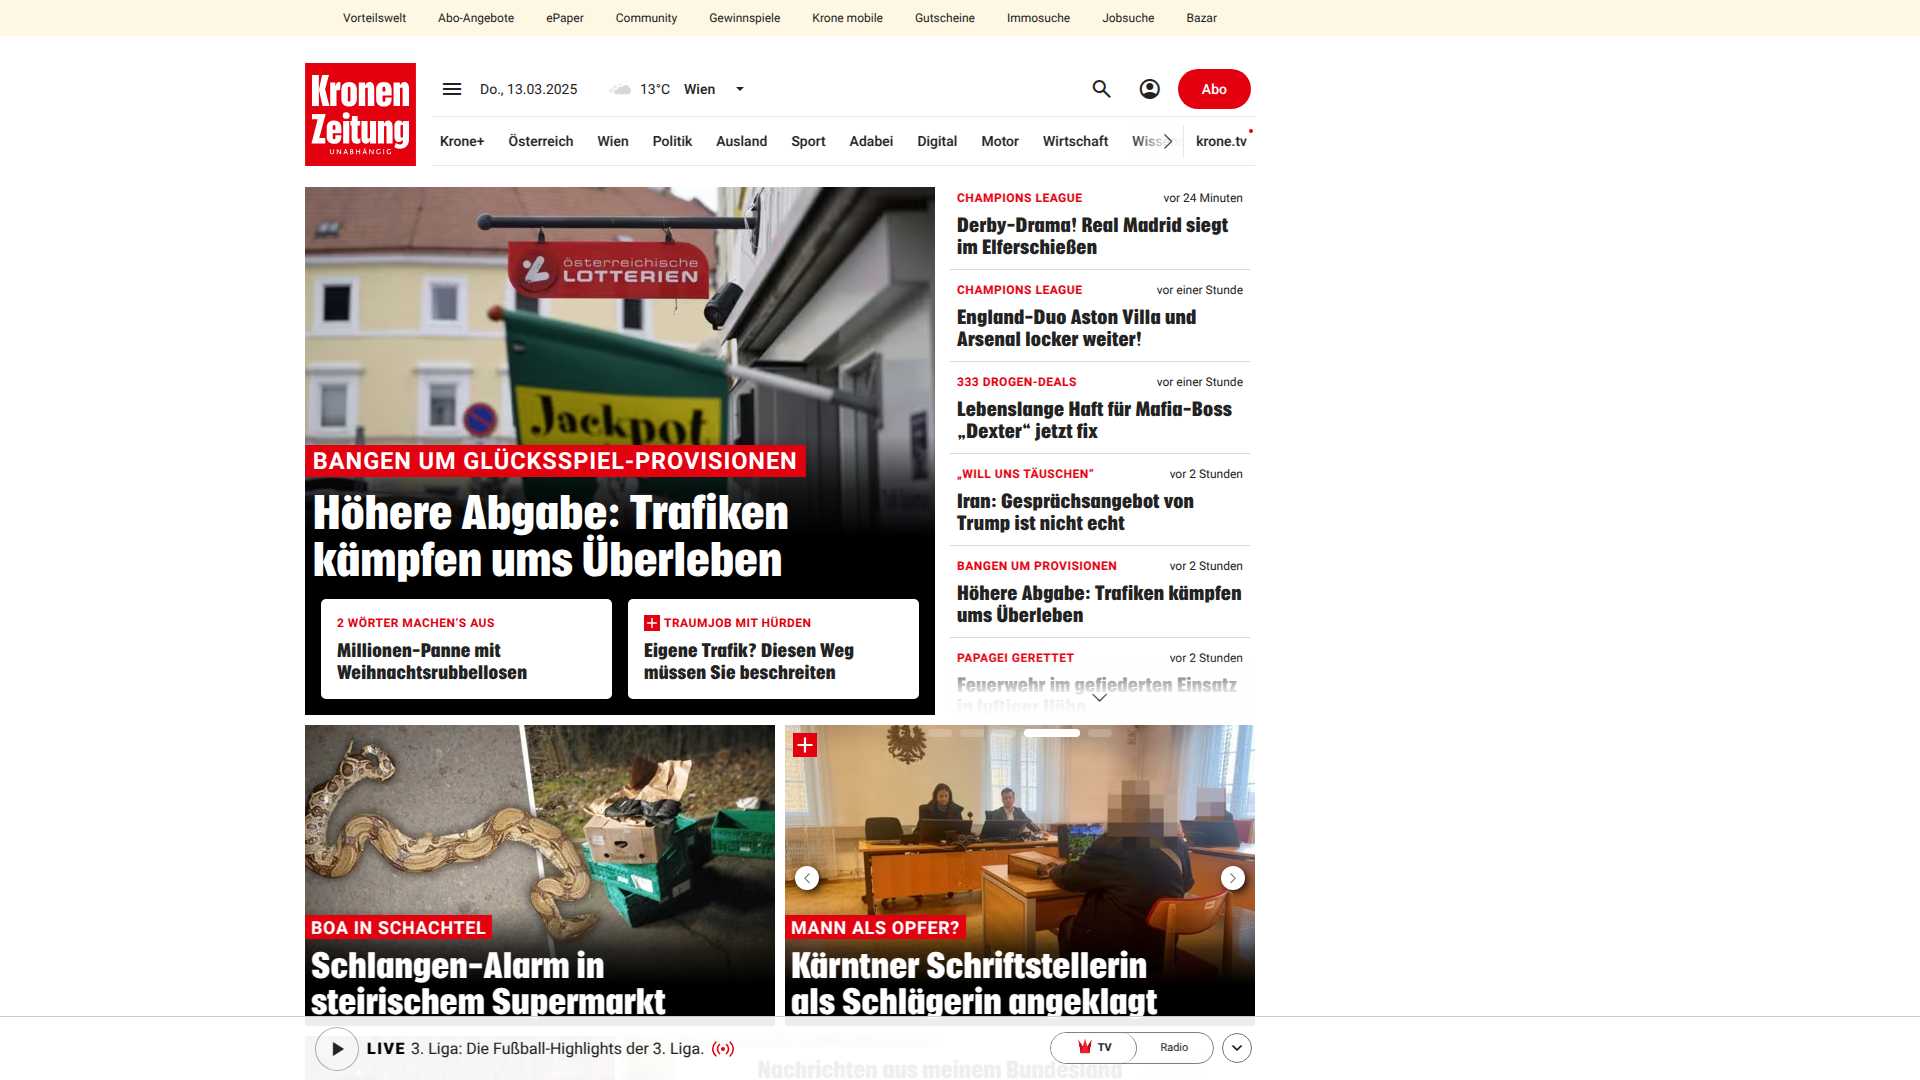 Vorteilswelt Abo-Angebote ePaper Community Gewinnspiele Krone mobile Gutscheine Immosuche Jobsuche Bazar
Kronen
Zeitung
UNABHÄNGIG
Do., 13.03.2025 13°C Wien
Abo
Krone+ Österreich Wien Politik Ausland Sport Adabei Digital Motor Wirtschaft krone.tv
österreichische
LOTTERIEN
Jackpot
BANGEN UM GLÜCKSSPIEL-PROVISIONEN
Höhere Abgabe: Trafiken
kämpfen ums Überleben
2 WÖRTER MACHEN'S AUS
Millionen-Panne mit
Weihnachtsrubbellosen
TRAUMJOB MIT HÜRDEN
Eigene Trafik? Diesen Weg
müssen Sie beschreiten
CHAMPIONS LEAGUE vor 24 Minuten
Derby-Drama! Real Madrid siegt
im Elferschießen
CHAMPIONS LEAGUE vor einer Stunde
England-Duo Aston Villa und
Arsenal locker weiter!
333 DROGEN-DEALS vor einer Stunde
Lebenslange Haft für Mafia-Boss
„Dexter“ jetzt fix
„WILL UNS TÄUSCHEN“ vor 2 Stunden
Iran: Gesprächsangebot von
Trump ist nicht echt
BANGEN UM PROVISIONEN vor 2 Stunden
Höhere Abgabe: Trafiken kämpfen
ums Überleben
PAPAGEI GERETTET vor 2 Stunden
Feuerwehr im gefiederten Einsatz
in luftiger Höhe
BOA IN SCHACHTEL
Schlangen-Alarm in
steirischem Supermarkt
MANN ALS OPFER?
Kärntner Schriftstellerin
als Schlägerin angeklagt
LIVE 3. Liga: Die Fußball-Highlights der 3. Liga.
TV Radio
Nachrichten aus meinem Bundesland